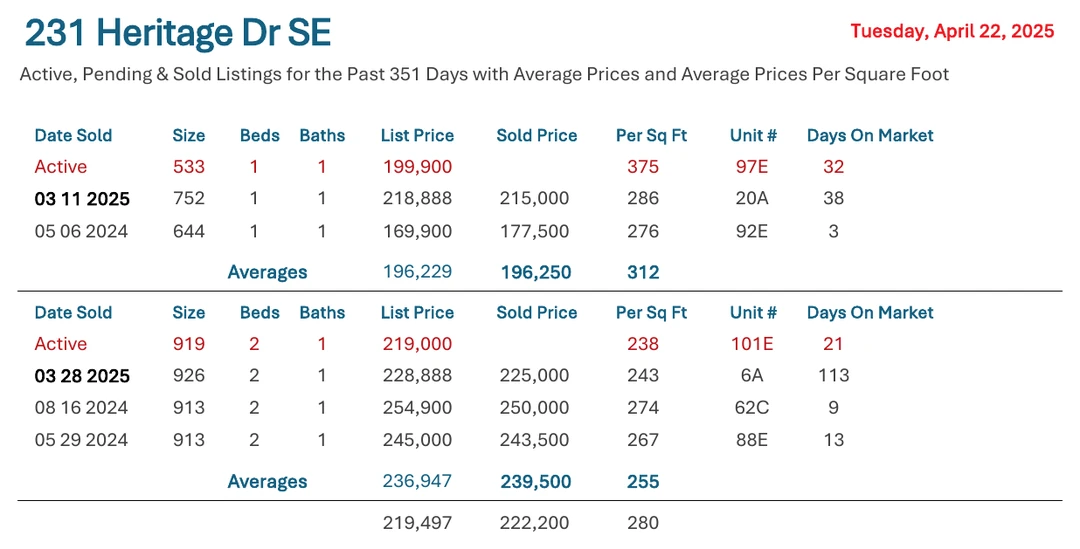 231 Heritage Dr SE
Tuesday, April 22, 2025
Active, Pending & Sold Listings for the Past 351 Days with Average Prices and Average Prices Per Square Foot
Date Sold Size Beds Baths List Price Sold Price Per Sq Ft Unit # Days On Market
Active 533 1 1 199,900 375 97E 32
03 11 2025 752 1 1 218,888 215,000 286 20A 38
05 06 2024 644 1 1 169,900 177,500 276 92E 3
Averages 196,229 196,250 312
Date Sold Size Beds Baths List Price Sold Price Per Sq Ft Unit # Days On Market
Active 919 2 1 219,000 238 101E 21
03 28 2025 926 2 1 228,888 225,000 243 6A 113
08 16 2024 913 2 1 254,900 250,000 274 62C 9
05 29 2024 913 2 1 245,000 243,500 267 88E 13
Averages 236,947 239,500 255
219,497 222,200 280